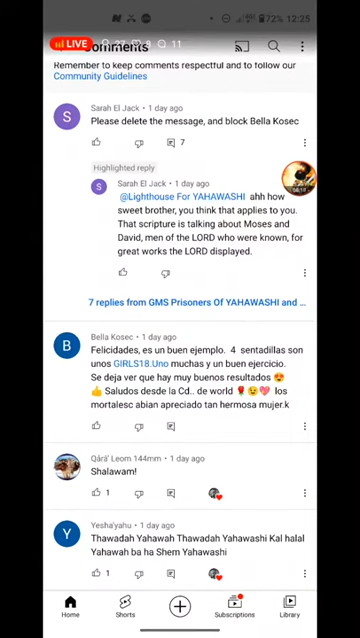 12:25
72%
LIVE
27 9 11
Comments
Remember to keep comments respectful and to follow our
Community Guidelines
S
Sarah El Jack • 1 day ago
Please delete the message, and block Bella Kosec
7
Highlighted reply
S
Sarah El Jack • 1 day ago
@Lighthouse For YAHAWASHI ahh how
sweet brother, you think that applies to you.
That scripture is talking about Moses and
David, men of the LORD who were known, for
great works the LORD displayed.
7 replies from GMS Prisoners Of YAHAWASHI and ...
B
Bella Kosec • 1 day ago
Felicidades, es un buen ejemplo. 4 sentadillas son
unos GIRLS18.Uno muchas y un buen ejercicio.
Se deja ver que hay muy buenos resultados 😍
👍 Saludos desde la Cd.. de world 🌹😉💖 los
mortalesc abian apreciado tan hermosa mujer.k
Qârâ' Leom 144mm • 1 day ago
Shalawam!
1
Y
Yesha'yahu • 1 day ago
Thawadah Yahawah Thawadah Yahawashi Kal halal
Yahawah ba ha Shem Yahawashi
1
Home
Shorts
Subscriptions
Library